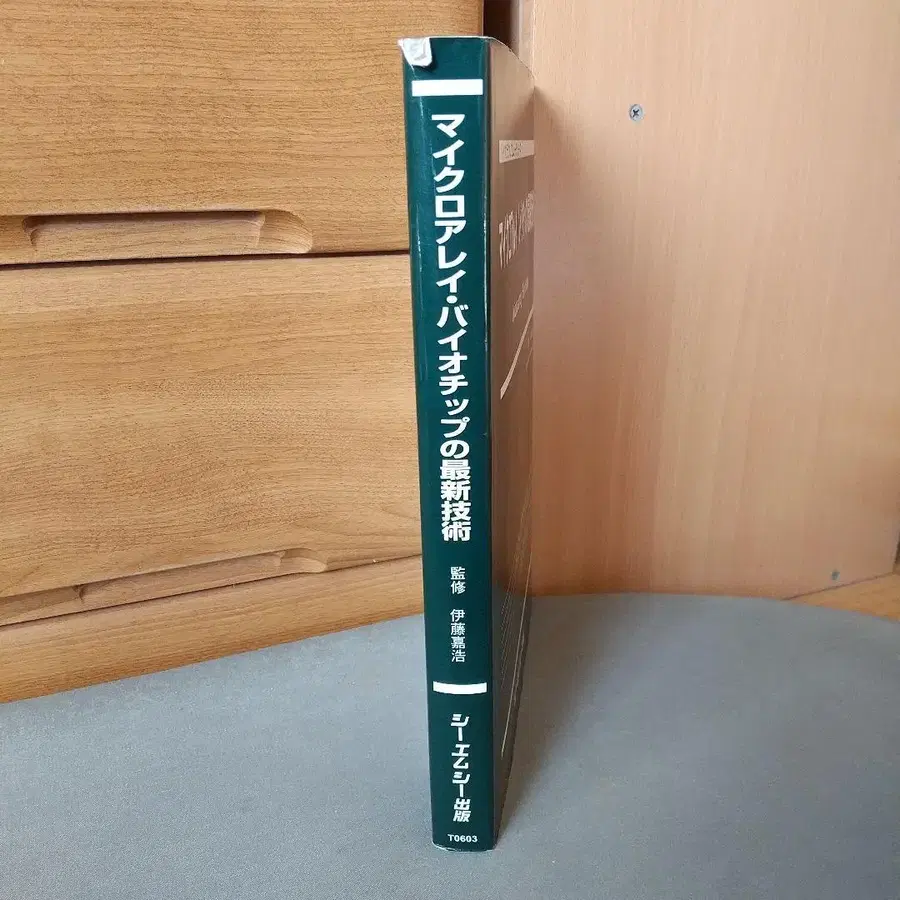 マイクロアレイ・バイオチップの最新技術
監修 伊藤嘉浩
シーエムシー出版
T0603